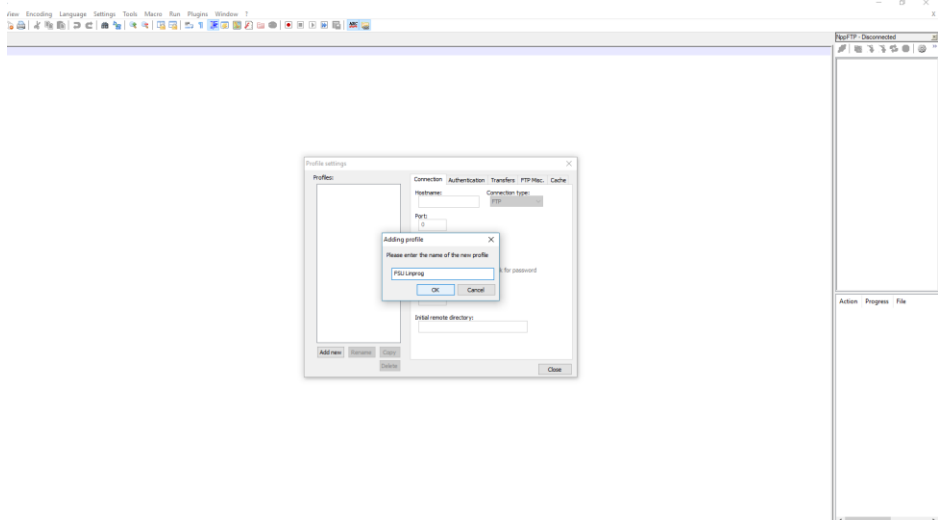 View Encoding Language Settings Tools Macro Run Plugins Window ?
X
NppFTP - Disconnected
Profile settings
Profiles:
Connection Authentication Transfers FTP Misc. Cache
Hostname:
Connection type:
FTP
Port:
0
Adding profile
Please enter the name of the new profile
k for password
FSU Linprog
OK
Cancel
Initial remote directory:
Add new
Rename
Copy
Delete
Close
Action Progress File